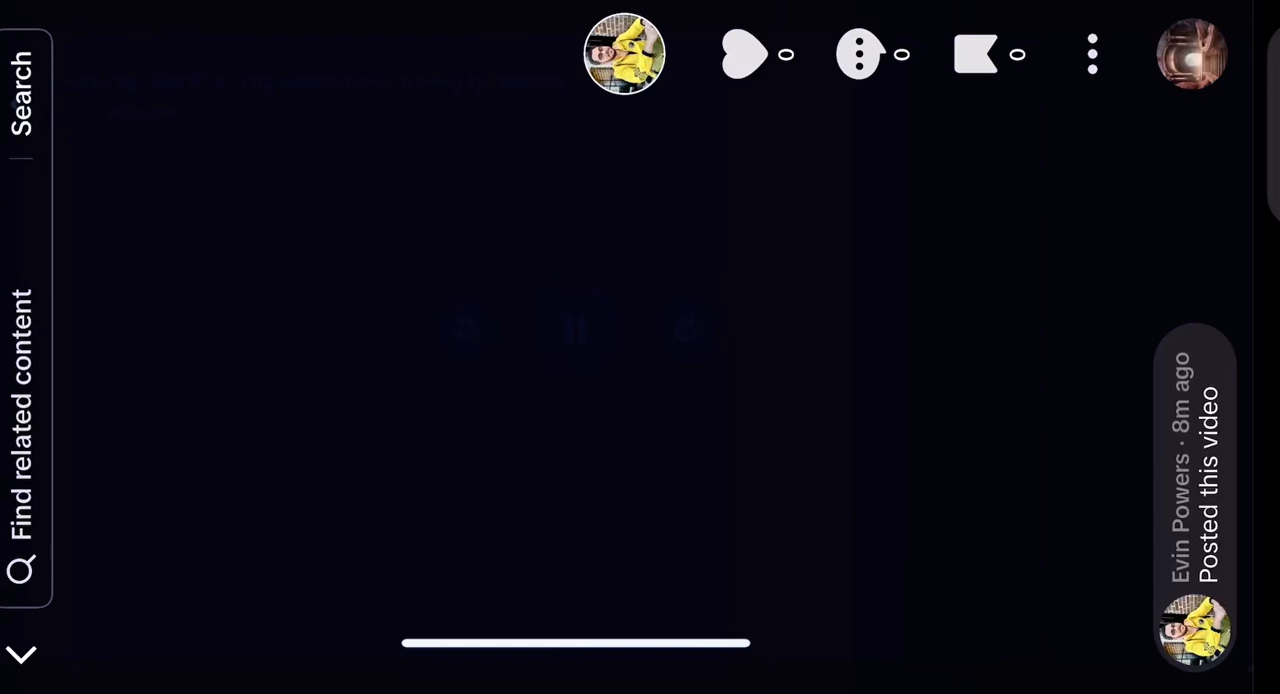 Find related content
Search
0
0
0
Evin Powers · 8m ago
Posted this video